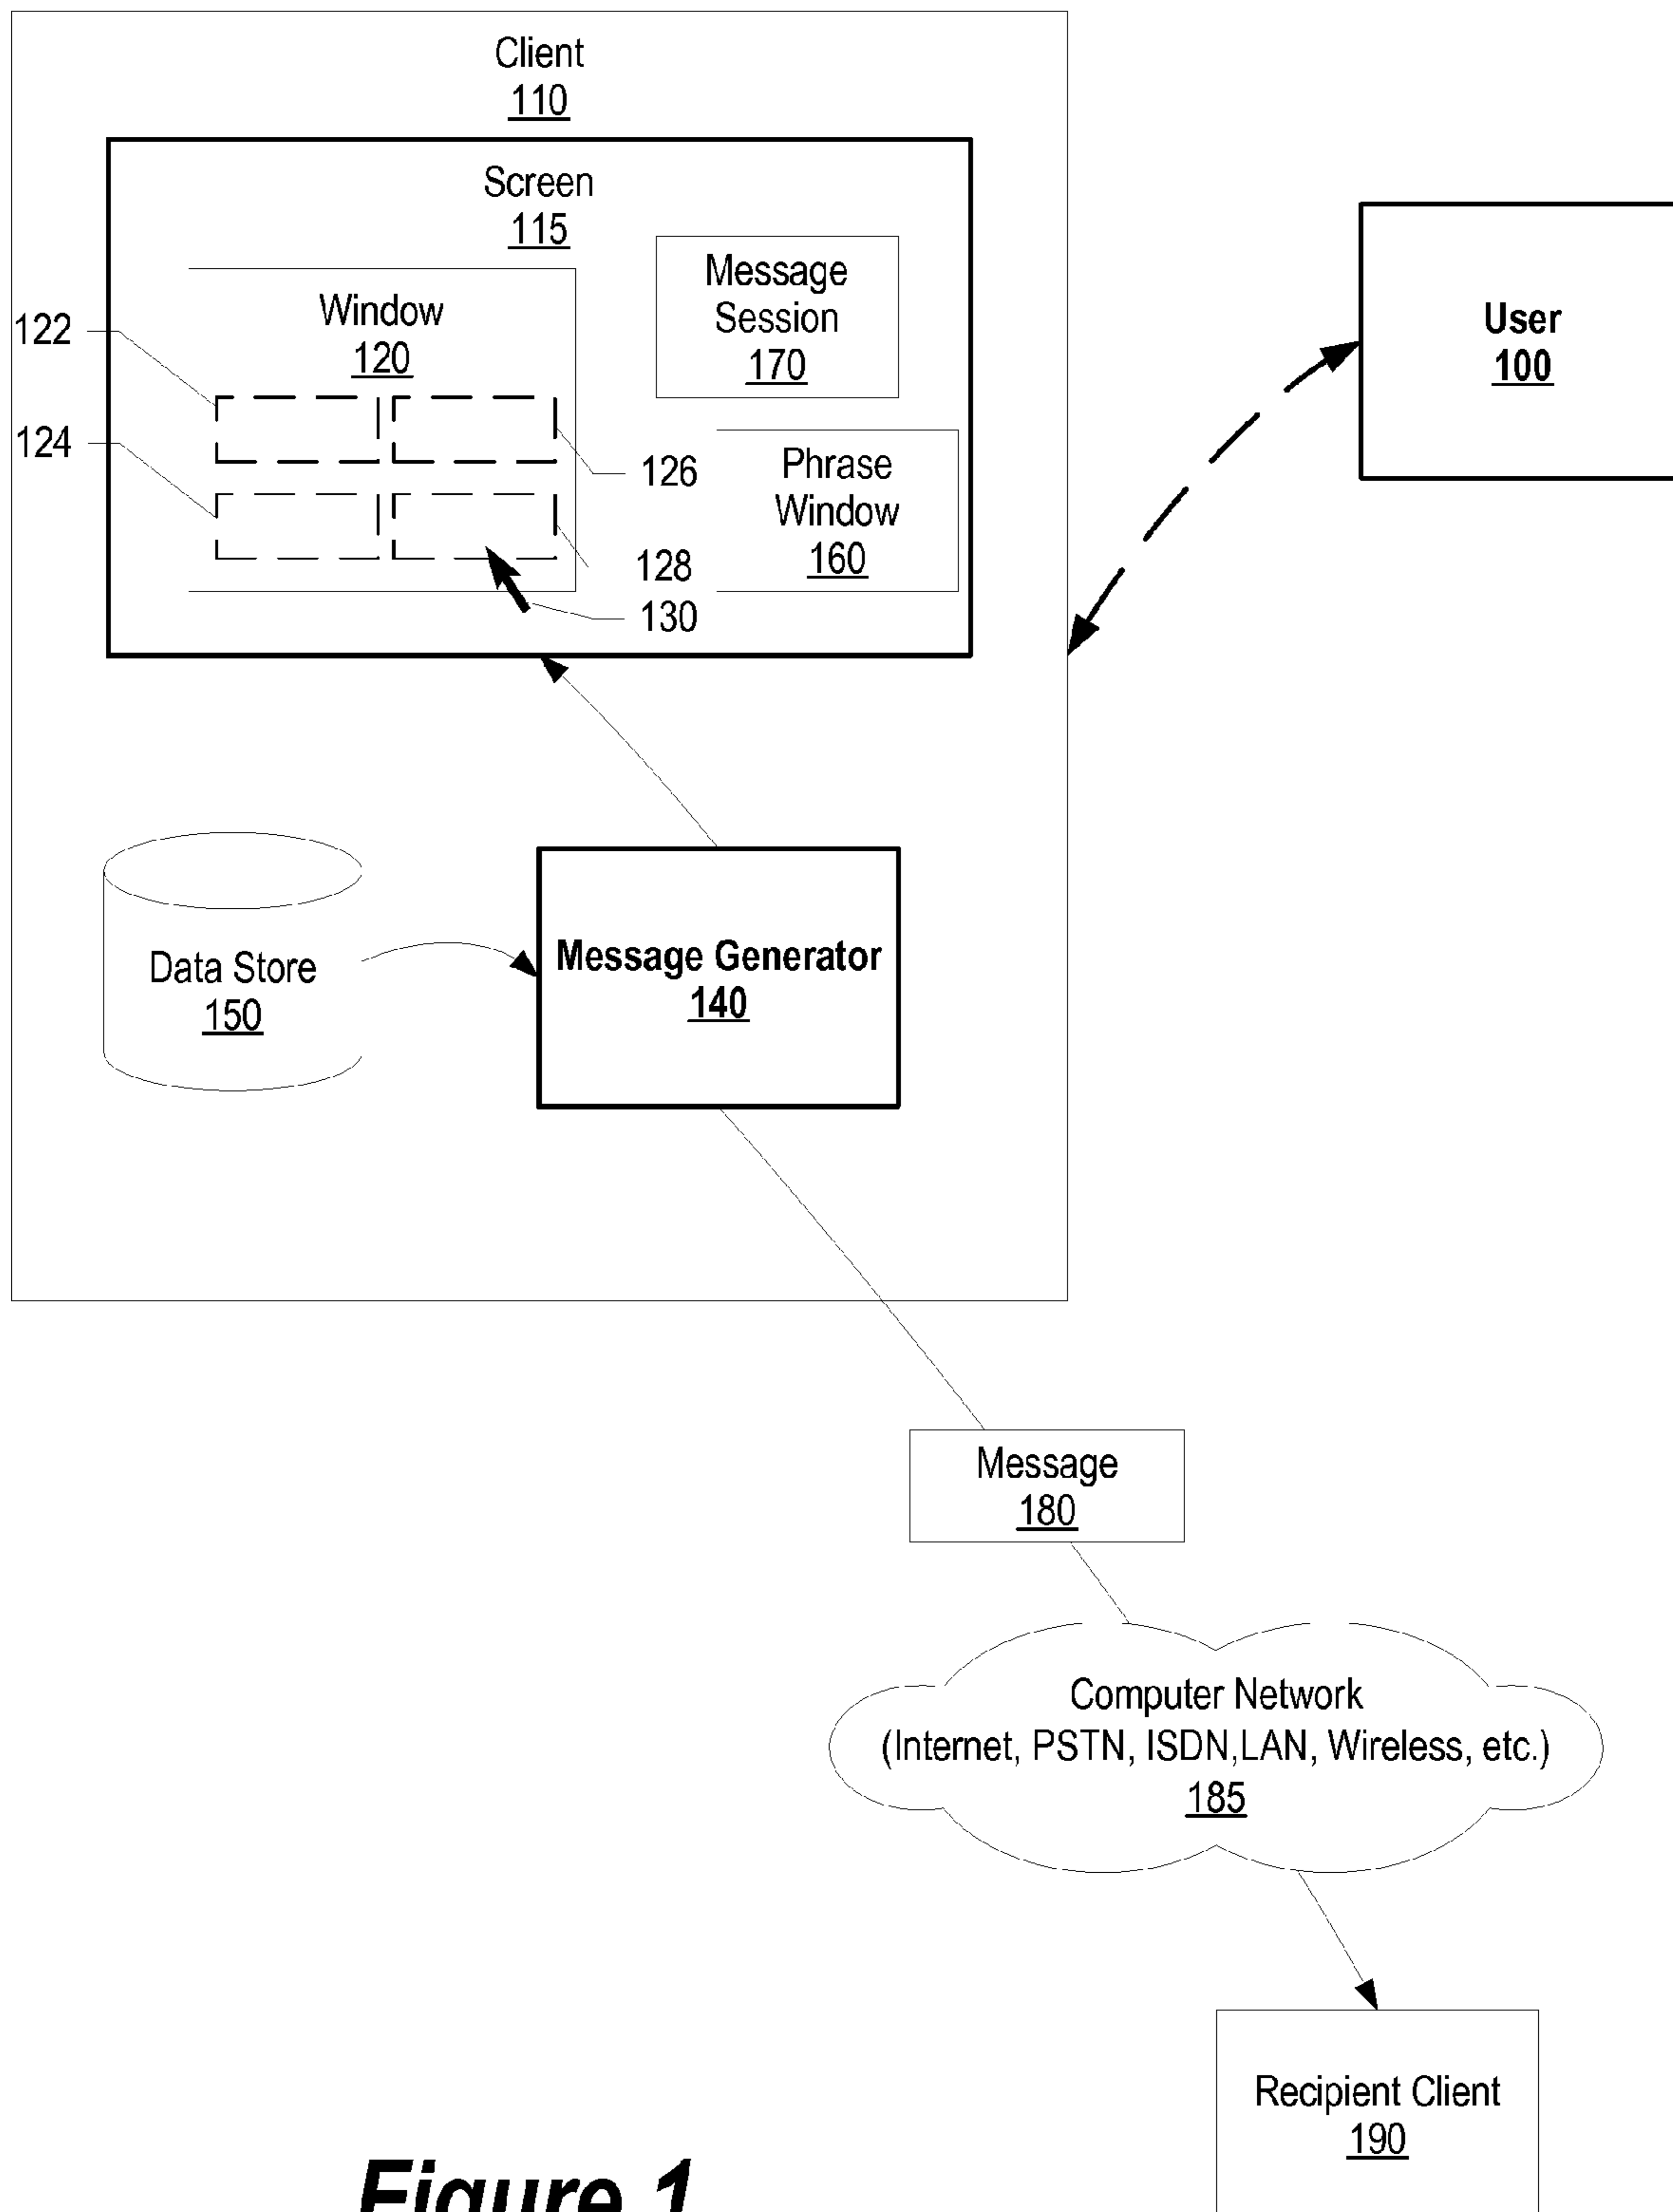 Client
110
Screen
115
Message
Session
170
Window
120
122
124
126
128
130
Phrase
Window
160
User
100
Data Store
150
Message Generator
140
Message
180
Computer Network
(Internet, PSTN, ISDN,LAN, Wireless, etc.)
185
Recipient Client
190
Figure 1